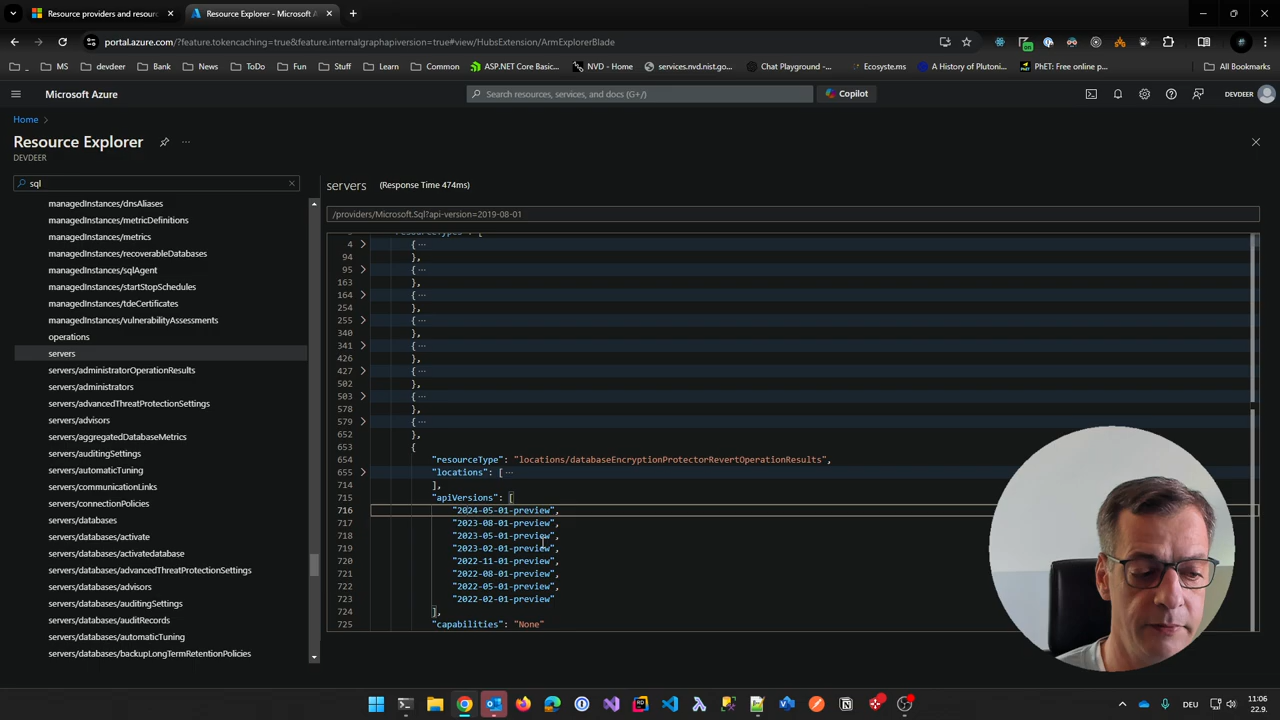 Resource providers and resourc
Resource Explorer - Microsoft A
portal.azure.com/?feature.tokencaching=true&feature.internalgraphapiversion=true#view/HubsExtension/ArmExplorerBlade
on
MS
devdeer
Bank
News
ToDo
Fun
Stuff
Learn
Common
ASP.NET Core Basic...
NVD - Home
services.nvd.nist.go...
Chat Playground -...
Ecosyste.ms
A History of Plutoni...
PhET: Free online p...
All Bookmarks
Microsoft Azure
Search resources, services, and docs (G+/)
Copilot
DEVDEER
Home
Resource Explorer
...
DEVDEER
sql
servers
(Response Time 474ms)
/providers/Microsoft.Sql?api-version=2019-08-01
managedInstances/dnsAliases
managedInstances/metricDefinitions
managedInstances/metrics
managedInstances/recoverableDatabases
managedInstances/sqlAgent
managedInstances/startStopSchedules
managedInstances/tdeCertificates
managedInstances/vulnerabilityAssessments
operations
servers
servers/administratorOperationResults
servers/administrators
servers/advancedThreatProtectionSettings
servers/advisors
servers/aggregatedDatabaseMetrics
servers/auditingSettings
servers/automaticTuning
servers/communicationLinks
servers/connectionPolicies
servers/databases
servers/databases/activate
servers/databases/activatedatabase
servers/databases/advancedThreatProtectionSettings
servers/databases/advisors
servers/databases/auditingSettings
servers/databases/auditRecords
servers/databases/automaticTuning
servers/databases/backupLongTermRetentionPolicies
"resourceTypes": [
4 { ...
94 },
95 { ...
163 },
164 { ...
254 },
255 { ...
340 },
341 { ...
426 },
427 { ...
502 },
503 { ...
578 },
579 { ...
652 },
653 {
654 "resourceType": "locations/databaseEncryptionProtectorRevertOperationResults",
655 "locations": [ ...
714 ],
715 "apiVersions": [
716 "2024-05-01-preview",
717 "2023-08-01-preview",
718 "2023-05-01-preview",
719 "2023-02-01-preview",
720 "2022-11-01-preview",
721 "2022-08-01-preview",
722 "2022-05-01-preview",
723 "2022-02-01-preview"
724 ],
725 "capabilities": "None"
DEU
11:06
22.9.